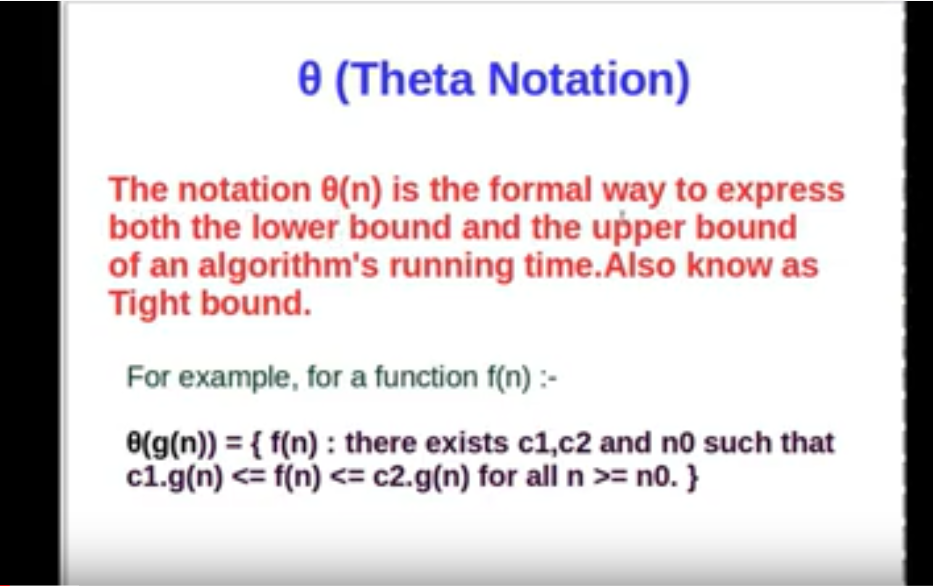 θ (Theta Notation)
The notation θ(n) is the formal way to express
both the lower bound and the upper bound
of an algorithm's running time.Also know as
Tight bound.
For example, for a function f(n) :-
θ(g(n)) = { f(n) : there exists c1,c2 and n0 such that
c1.g(n) <= f(n) <= c2.g(n) for all n >= n0. }